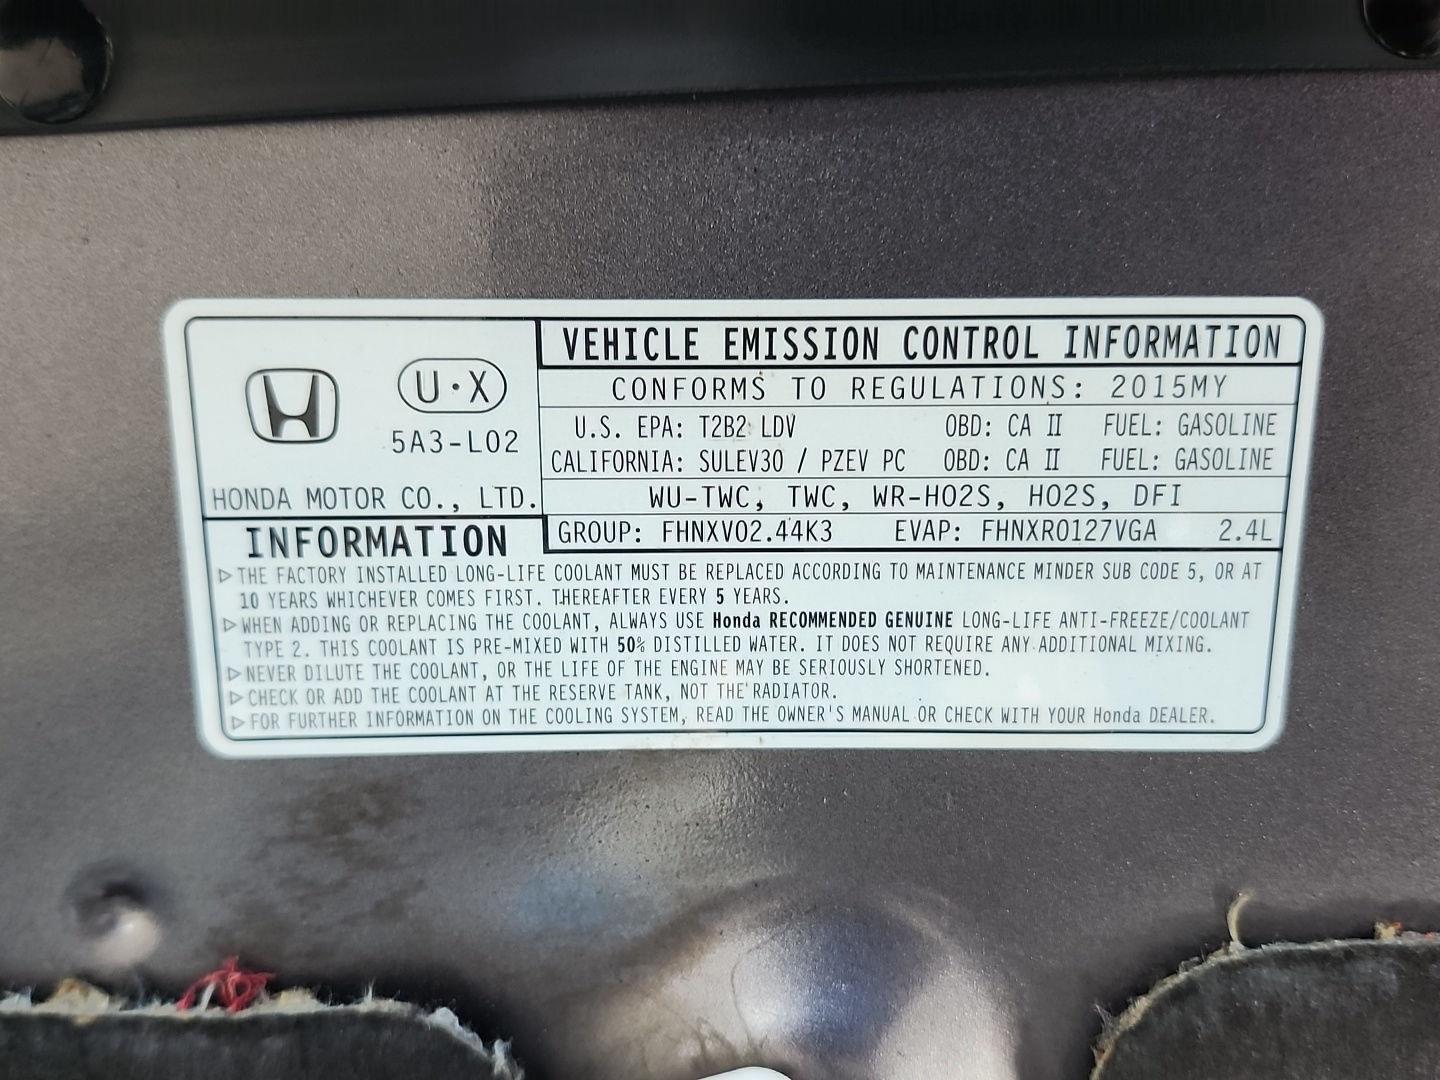 VEHICLE EMISSION CONTROL INFORMATION
U·X
5A3-L02
HONDA MOTOR CO., LTD.
CONFORMS TO REGULATIONS: 2015MY
U.S. EPA: T2B2 LDV OBD: CA II FUEL: GASOLINE
CALIFORNIA: SULEV30 / PZEV PC OBD: CA II FUEL: GASOLINE
WU-TWC, TWC, WR-HO2S, HO2S, DFI
GROUP: FHNXV02.44K3 EVAP: FHNXR0127VGA 2.4L
INFORMATION
▷THE FACTORY INSTALLED LONG-LIFE COOLANT MUST BE REPLACED ACCORDING TO MAINTENANCE MINDER SUB CODE 5, OR AT
10 YEARS WHICHEVER COMES FIRST. THEREAFTER EVERY 5 YEARS.
▷WHEN ADDING OR REPLACING THE COOLANT, ALWAYS USE Honda RECOMMENDED GENUINE LONG-LIFE ANTI-FREEZE/COOLANT
TYPE 2. THIS COOLANT IS PRE-MIXED WITH 50% DISTILLED WATER. IT DOES NOT REQUIRE ANY ADDITIONAL MIXING.
▷NEVER DILUTE THE COOLANT, OR THE LIFE OF THE ENGINE MAY BE SERIOUSLY SHORTENED.
▷CHECK OR ADD THE COOLANT AT THE RESERVE TANK, NOT THE RADIATOR.
▷FOR FURTHER INFORMATION ON THE COOLING SYSTEM, READ THE OWNER'S MANUAL OR CHECK WITH YOUR Honda DEALER.